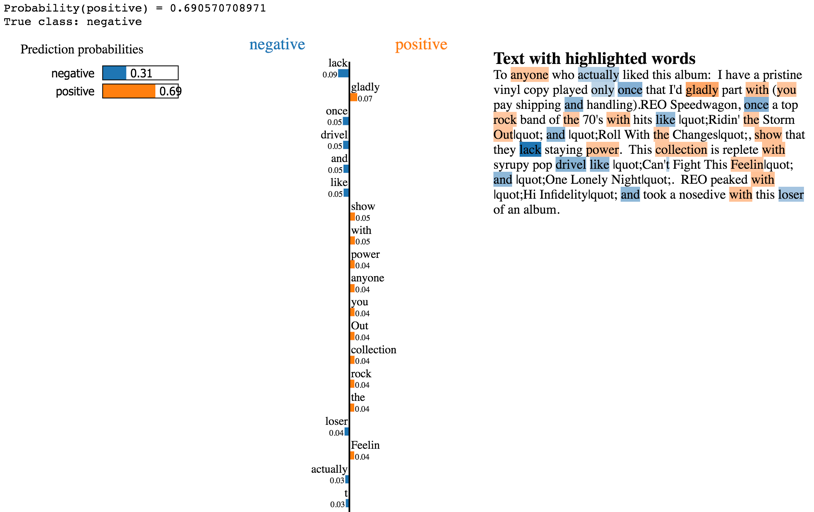 Probability(positive) = 0.690570708971
True class: negative
Prediction probabilities
negative 0.31
positive 0.69
negative positive
lack
0.09
gladly
0.07
once
0.05
drivel
0.05
and
0.05
like
0.05
show
0.05
with
0.05
power
0.04
anyone
0.04
you
0.04
Out
0.04
collection
0.04
rock
0.04
the
0.04
loser
0.04
Feelin
0.04
actually
0.03
t
0.03
Text with highlighted words
To anyone who actually liked this album:  I have a pristine
vinyl copy played only once that I'd gladly part with (you
pay shipping and handling).REO Speedwagon, once a top
rock band of the 70's with hits like |quot;Ridin' the Storm
Out|quot; and |quot;Roll With the Changes|quot;, show that
they lack staying power.  This collection is replete with
syrupy pop drivel like |quot;Can't Fight This Feelin|quot;
and |quot;One Lonely Night|quot;.  REO peaked with
|quot;Hi Infidelity|quot; and took a nosedive with this loser
of an album.